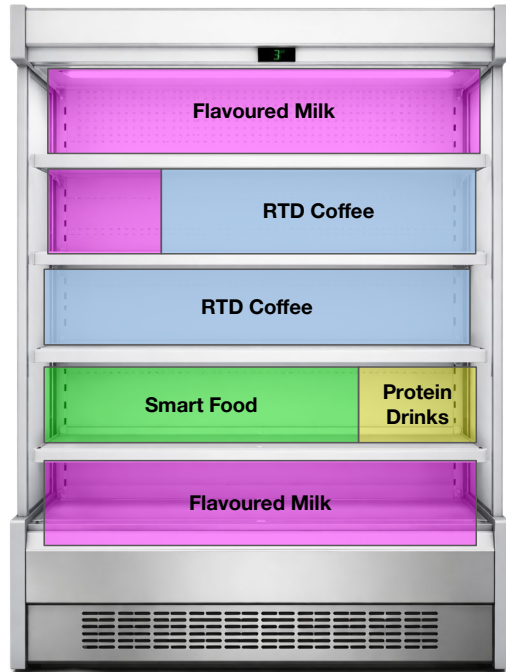 3°
Flavoured Milk
RTD Coffee
RTD Coffee
Smart Food
Protein
Drinks
Flavoured Milk